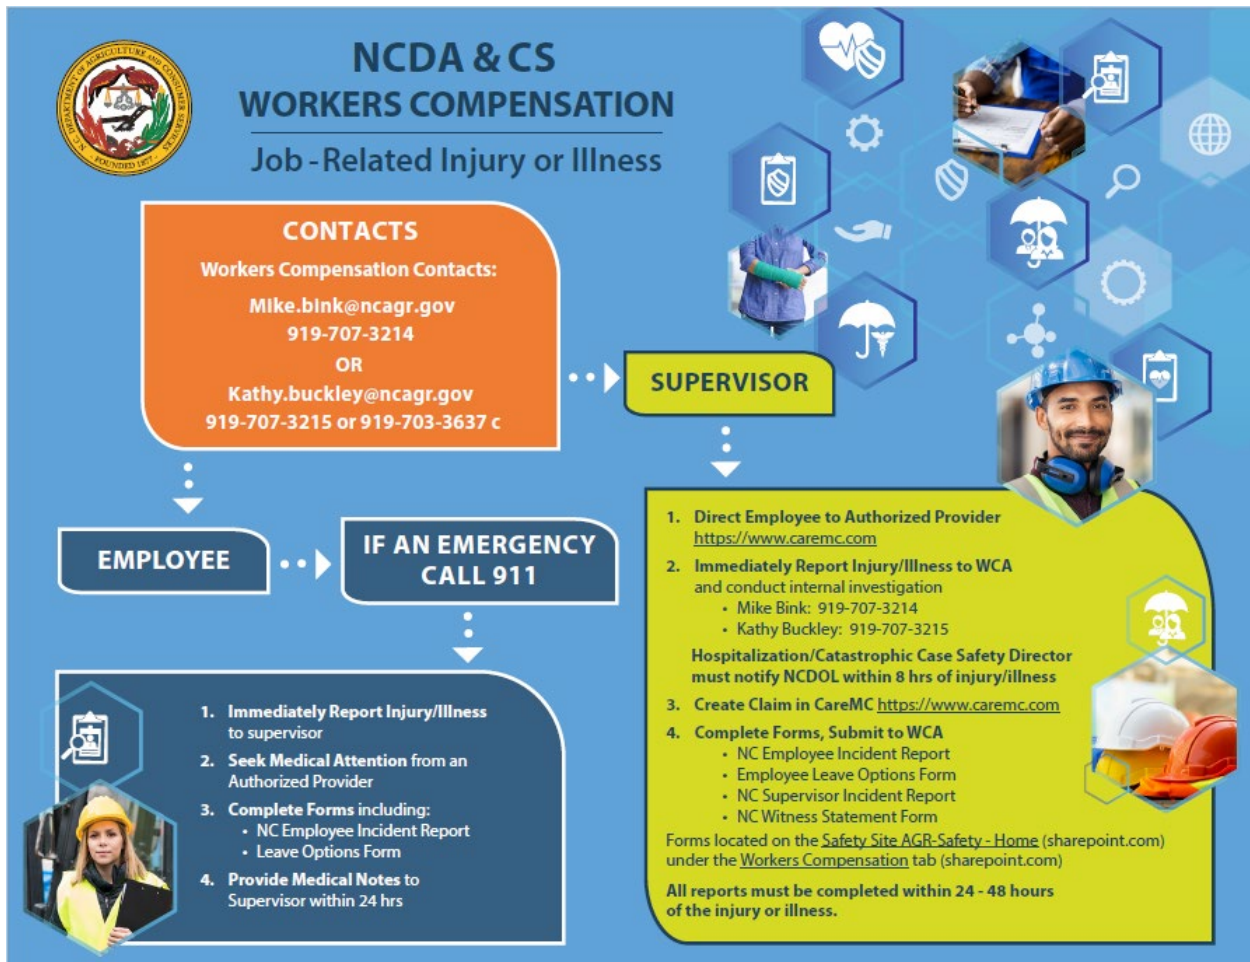 N.C. DEPARTMENT OF AGRICULTURE AND CONSUMER SERVICES
- FOUNDED 1877 -
NCDA & CS
WORKERS COMPENSATION
Job-Related Injury or Illness
CONTACTS
Workers Compensation Contacts:
Mike.bink@ncagr.gov
919-707-3214
OR
Kathy.buckley@ncagr.gov
919-707-3215 or 919-703-3637 c
SUPERVISOR
EMPLOYEE
IF AN EMERGENCY
CALL 911
1. Immediately Report Injury/Illness
to supervisor
2. Seek Medical Attention from an
Authorized Provider
3. Complete Forms including:
• NC Employee Incident Report
• Leave Options Form
4. Provide Medical Notes to
Supervisor within 24 hrs
1. Direct Employee to Authorized Provider
https://www.caremc.com
2. Immediately Report Injury/Illness to WCA
and conduct internal investigation
• Mike Bink: 919-707-3214
• Kathy Buckley: 919-707-3215
Hospitalization/Catastrophic Case Safety Director
must notify NCDOL within 8 hrs of injury/illness
3. Create Claim in CareMC https://www.caremc.com
4. Complete Forms, Submit to WCA
• NC Employee Incident Report
• Employee Leave Options Form
• NC Supervisor Incident Report
• NC Witness Statement Form
Forms located on the Safety Site AGR-Safety - Home (sharepoint.com)
under the Workers Compensation tab (sharepoint.com)
All reports must be completed within 24 - 48 hours
of the injury or illness.